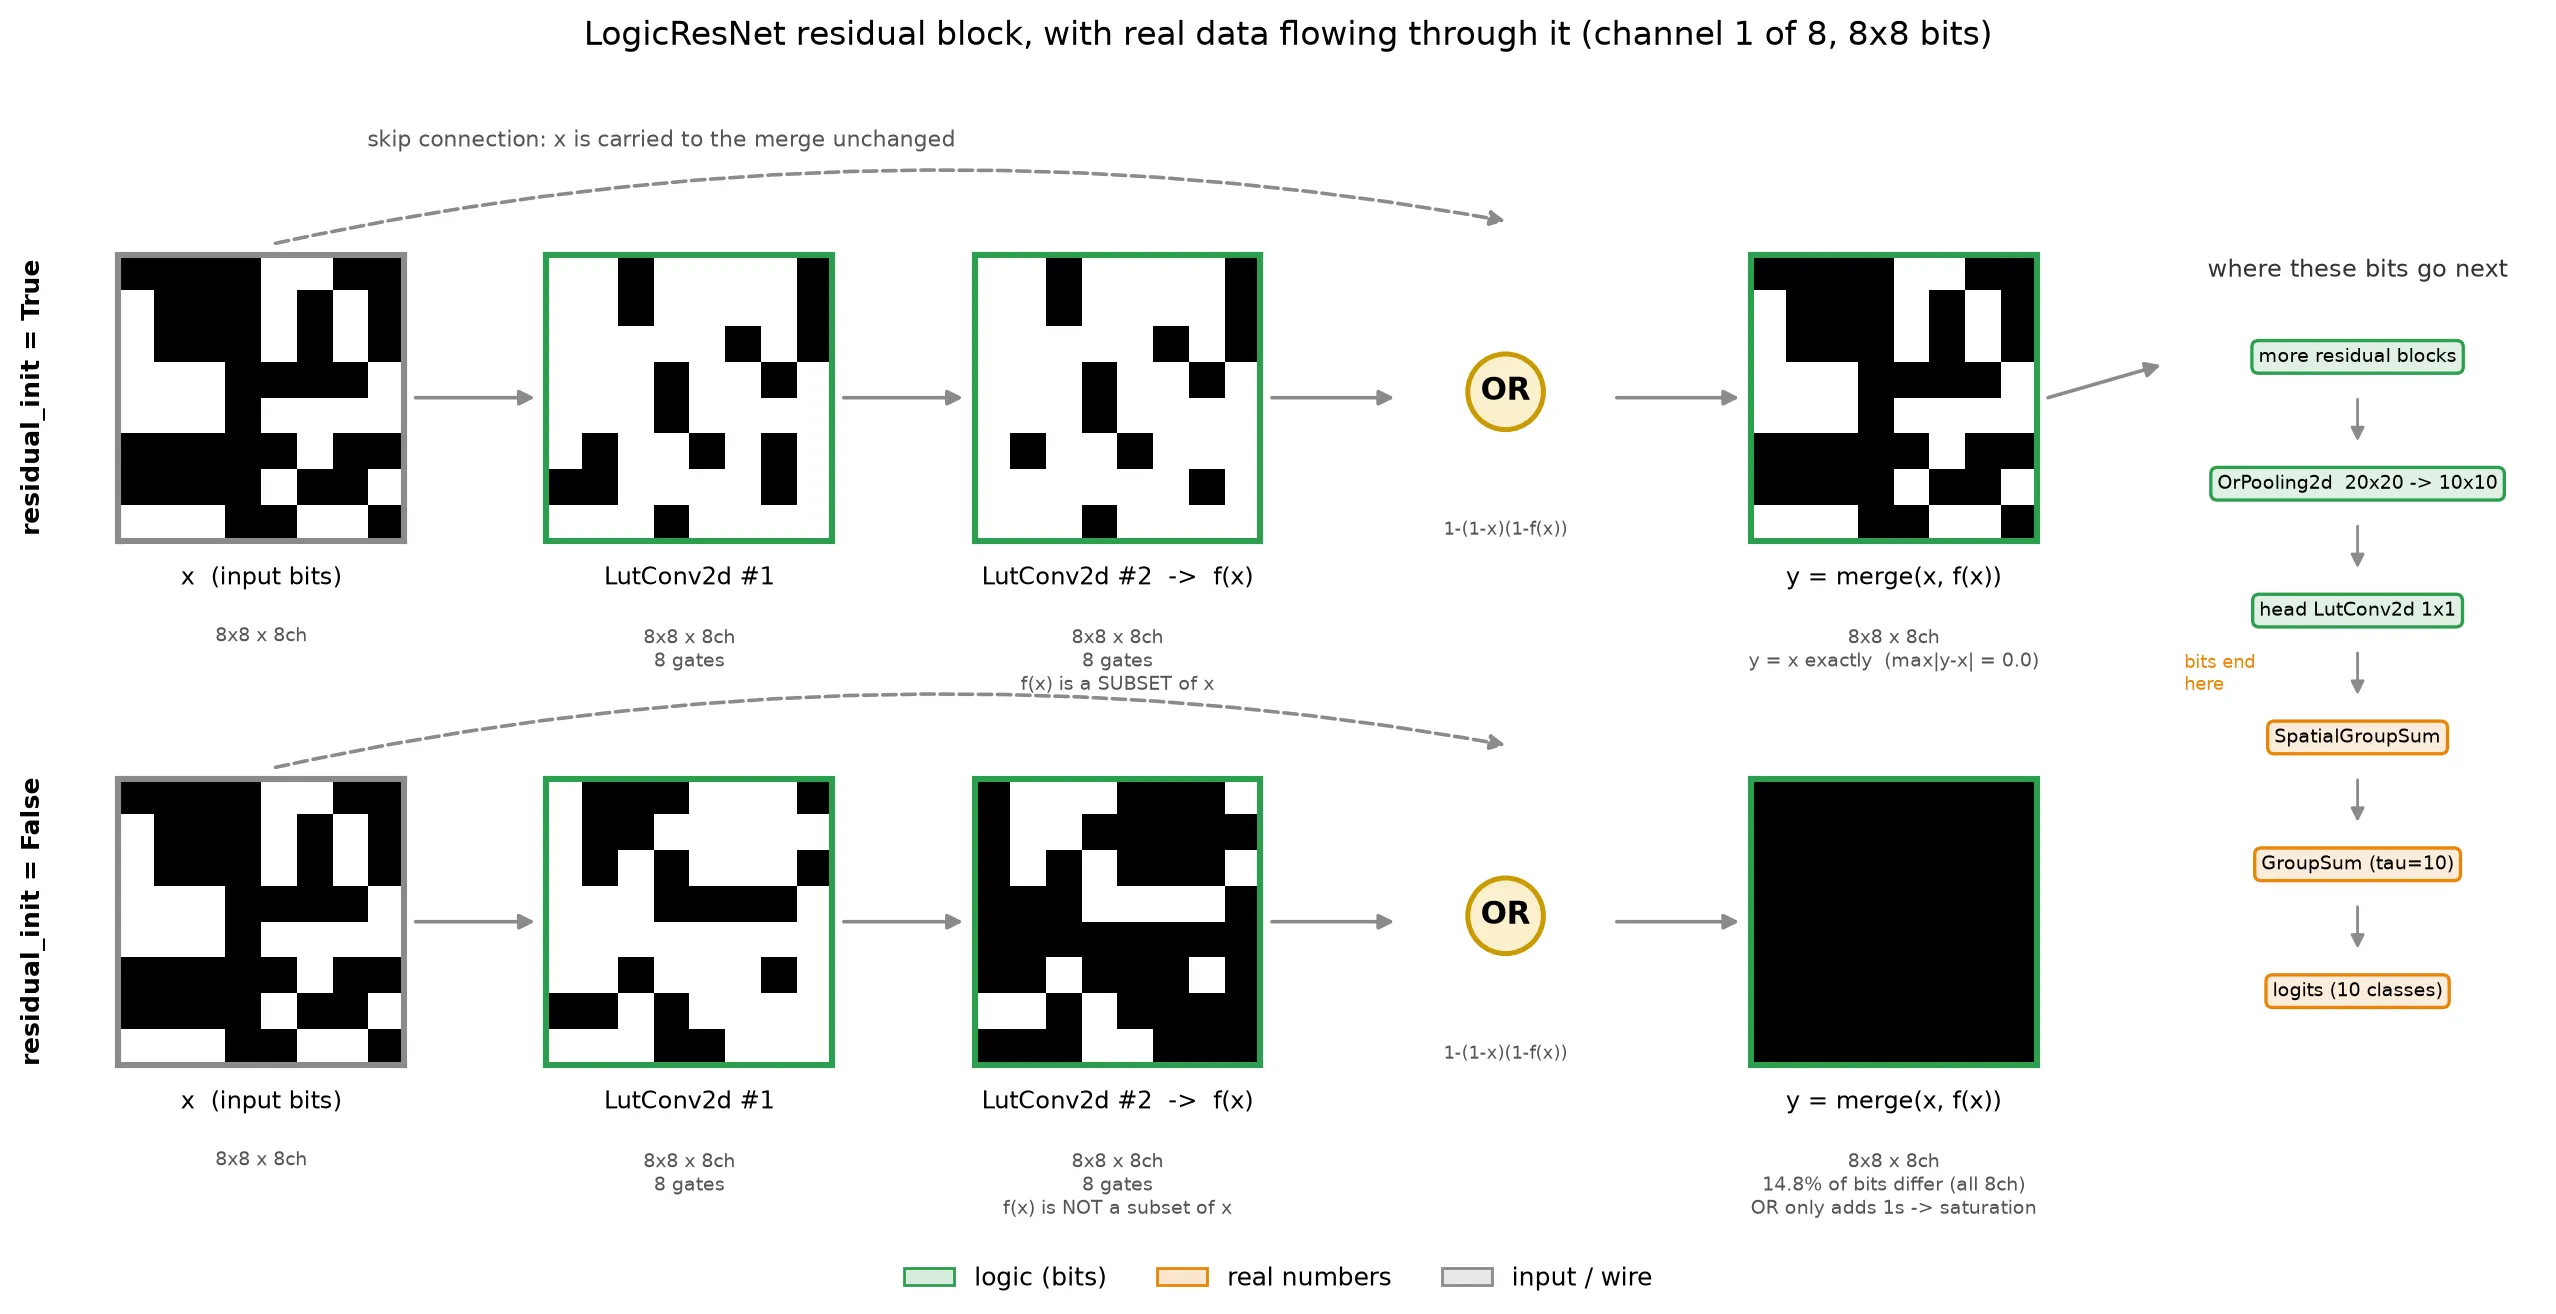 LogicResNet residual block, with real data flowing through it (channel 1 of 8, 8x8 bits)
skip connection: x is carried to the merge unchanged
residual_init = True
x  (input bits)
8x8 x 8ch
LutConv2d #1
8x8 x 8ch
8 gates
LutConv2d #2  ->  f(x)
8x8 x 8ch
8 gates
f(x) is a SUBSET of x
OR
1-(1-x)(1-f(x))
y = merge(x, f(x))
8x8 x 8ch
y = x exactly  (max|y-x| = 0.0)
where these bits go next
more residual blocks
OrPooling2d  20x20 -> 10x10
head LutConv2d 1x1
bits end
here
SpatialGroupSum
GroupSum (tau=10)
logits (10 classes)
residual_init = False
x  (input bits)
8x8 x 8ch
LutConv2d #1
8x8 x 8ch
8 gates
LutConv2d #2  ->  f(x)
8x8 x 8ch
8 gates
f(x) is NOT a subset of x
OR
1-(1-x)(1-f(x))
y = merge(x, f(x))
8x8 x 8ch
14.8% of bits differ (all 8ch)
OR only adds 1s -> saturation
logic (bits)
real numbers
input / wire